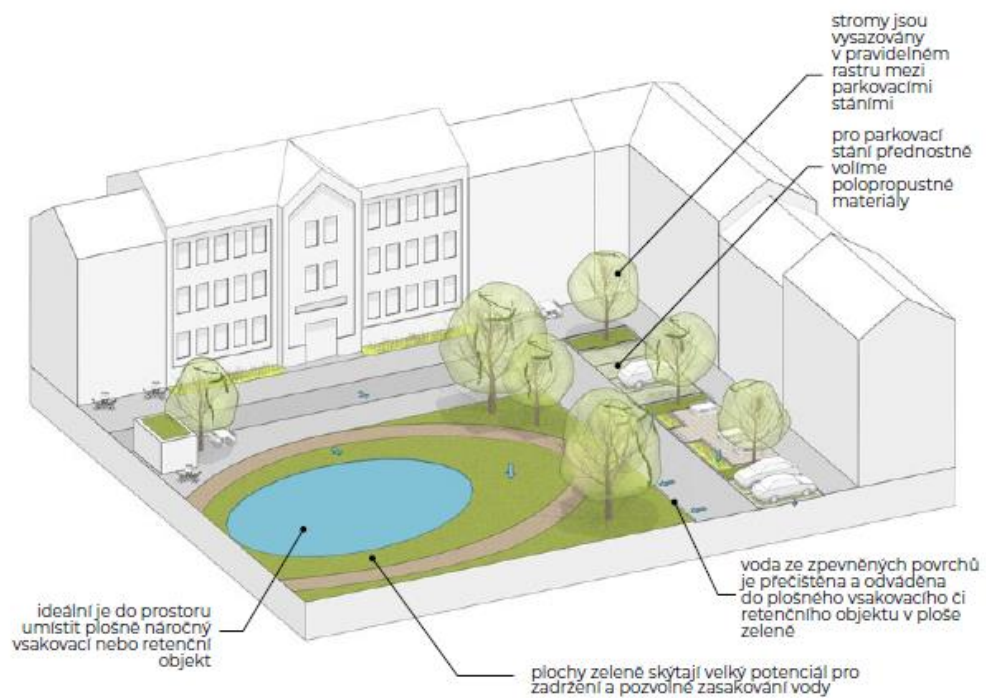 stromy jsou
vysazovány
v pravidelném
rastru mezi
parkovacími
stáními
pro parkovací
stání přednostně
volíme
polopropustné
materiály
voda ze zpevněných povrchů
je přečištěna a odváděna
do plošného vsakovacího či
retenčního objektu v ploše
zeleně
ideální je do prostoru
umístit plošně náročný
vsakovací nebo retenční
objekt
plochy zeleně skýtají velký potenciál pro
zadržení a pozvolné zasakování vody